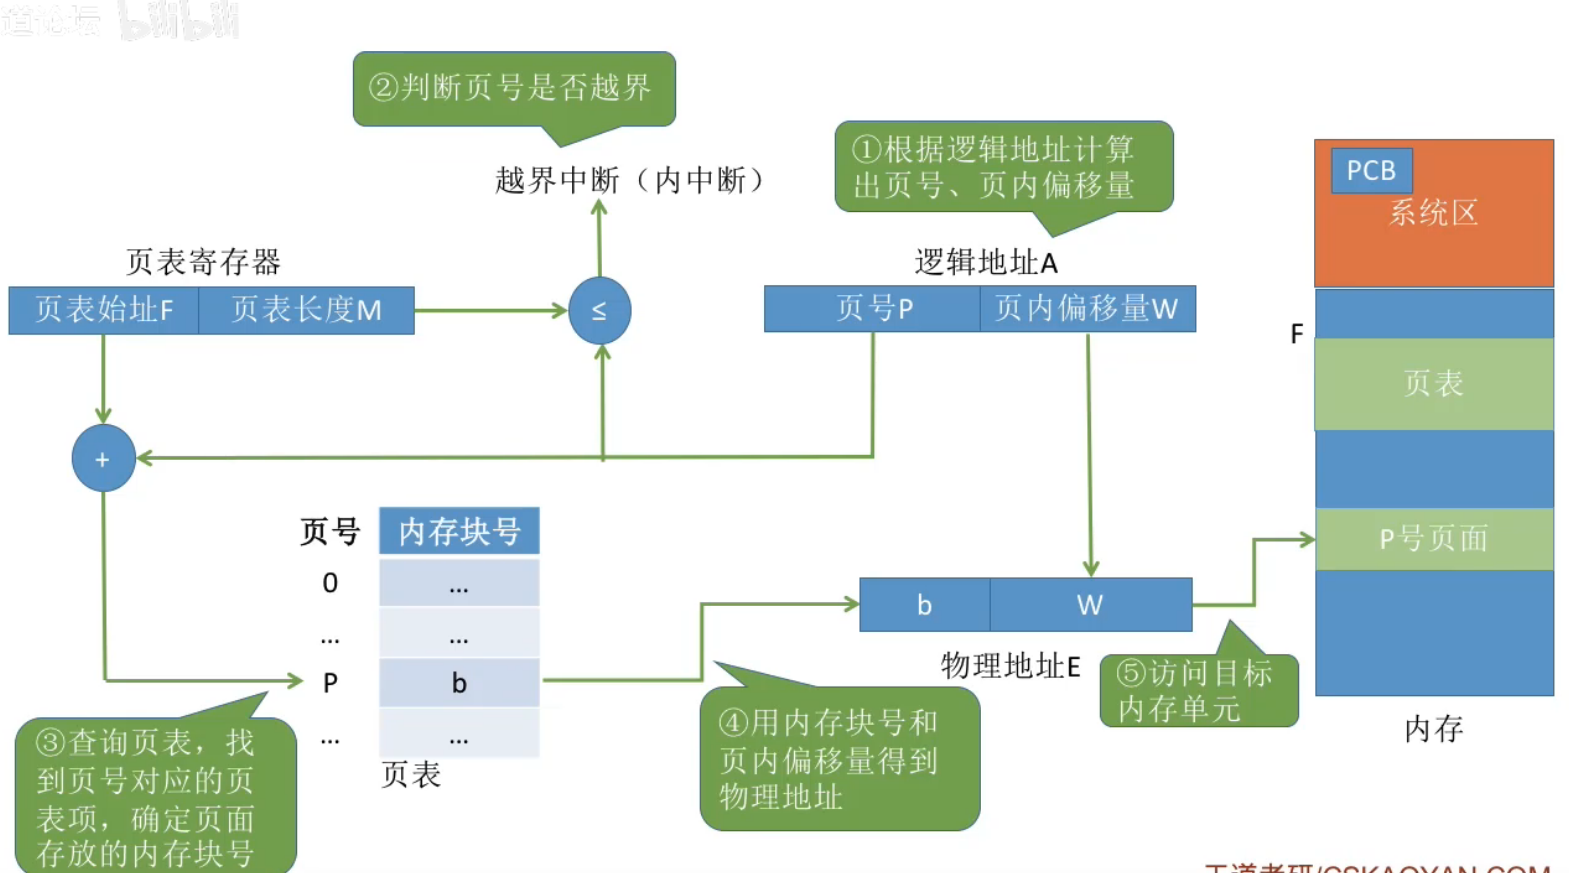 道论坛 bilibili
②判断页号是否越界
越界中断（内中断）
①根据逻辑地址计算
出页号、页内偏移量
PCB
系统区
页表寄存器
逻辑地址A
页表始址F 页表长度M
≤
页号P 页内偏移量W
F
页表
+
页号 内存块号
0 ...
... ...
P b
... ...
页表
P号页面
b W
物理地址E
⑤访问目标
内存单元
内存
③查询页表，找
到页号对应的页
表项，确定页面
存放的内存块号
④用内存块号和
页内偏移量得到
物理地址
王道考研/CSKAOYAN.COM